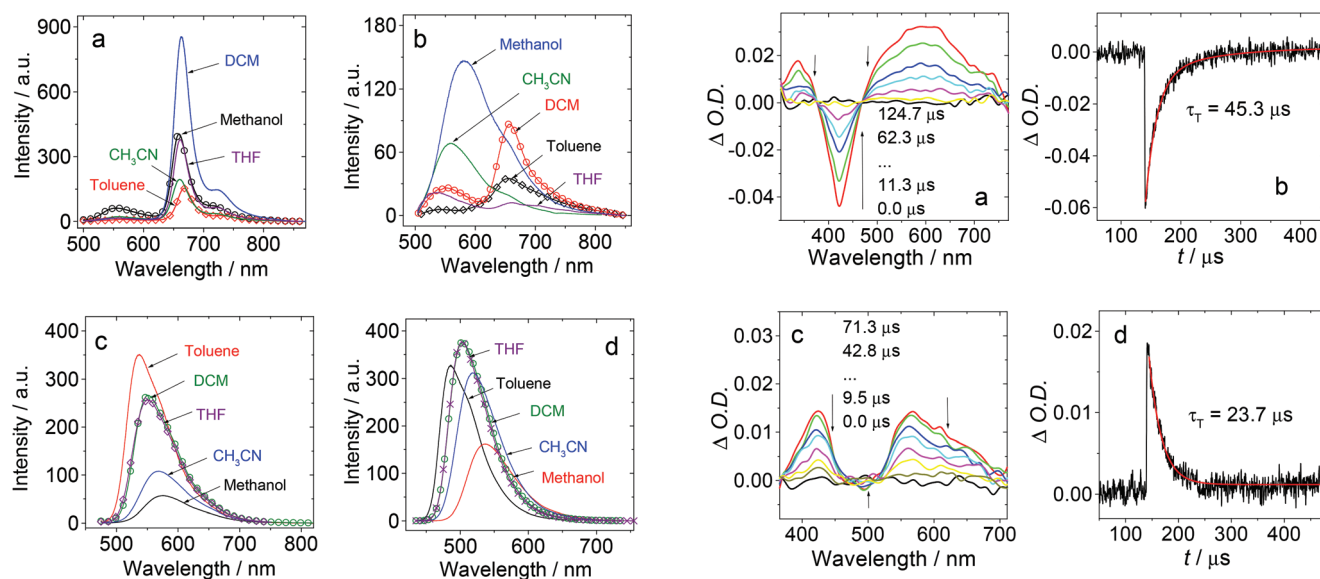 a
900
750
600
450
300
150
0
Intensity / a.u.
DCM
Methanol
CH₃CN
THF
Toluene
500 600 700 800
Wavelength / nm
b
180
150
120
90
60
30
0
Intensity / a.u.
Methanol
CH₃CN
DCM
Toluene
THF
500 600 700 800
Wavelength / nm
a
0.02
0.00
-0.02
-0.04
Δ O.D.
124.7 μs
62.3 μs
...
11.3 μs
0.0 μs
400 500 600 700
Wavelength / nm
b
0.00
-0.02
-0.04
-0.06
Δ O.D.
τT = 45.3 μs
100 200 300 400
t / μs
c
400
300
200
100
0
Intensity / a.u.
Toluene
DCM
THF
CH₃CN
Methanol
500 600 700 800
Wavelength / nm
d
400
300
200
100
0
Intensity / a.u.
THF
Toluene
DCM
CH₃CN
Methanol
500 600 700
Wavelength / nm
c
0.03
0.02
0.01
0.00
Δ O.D.
71.3 μs
42.8 μs
...
9.5 μs
0.0 μs
400 500 600 700
Wavelength / nm
d
0.02
0.01
0.00
Δ O.D.
τT = 23.7 μs
100 200 300 400
t / μs